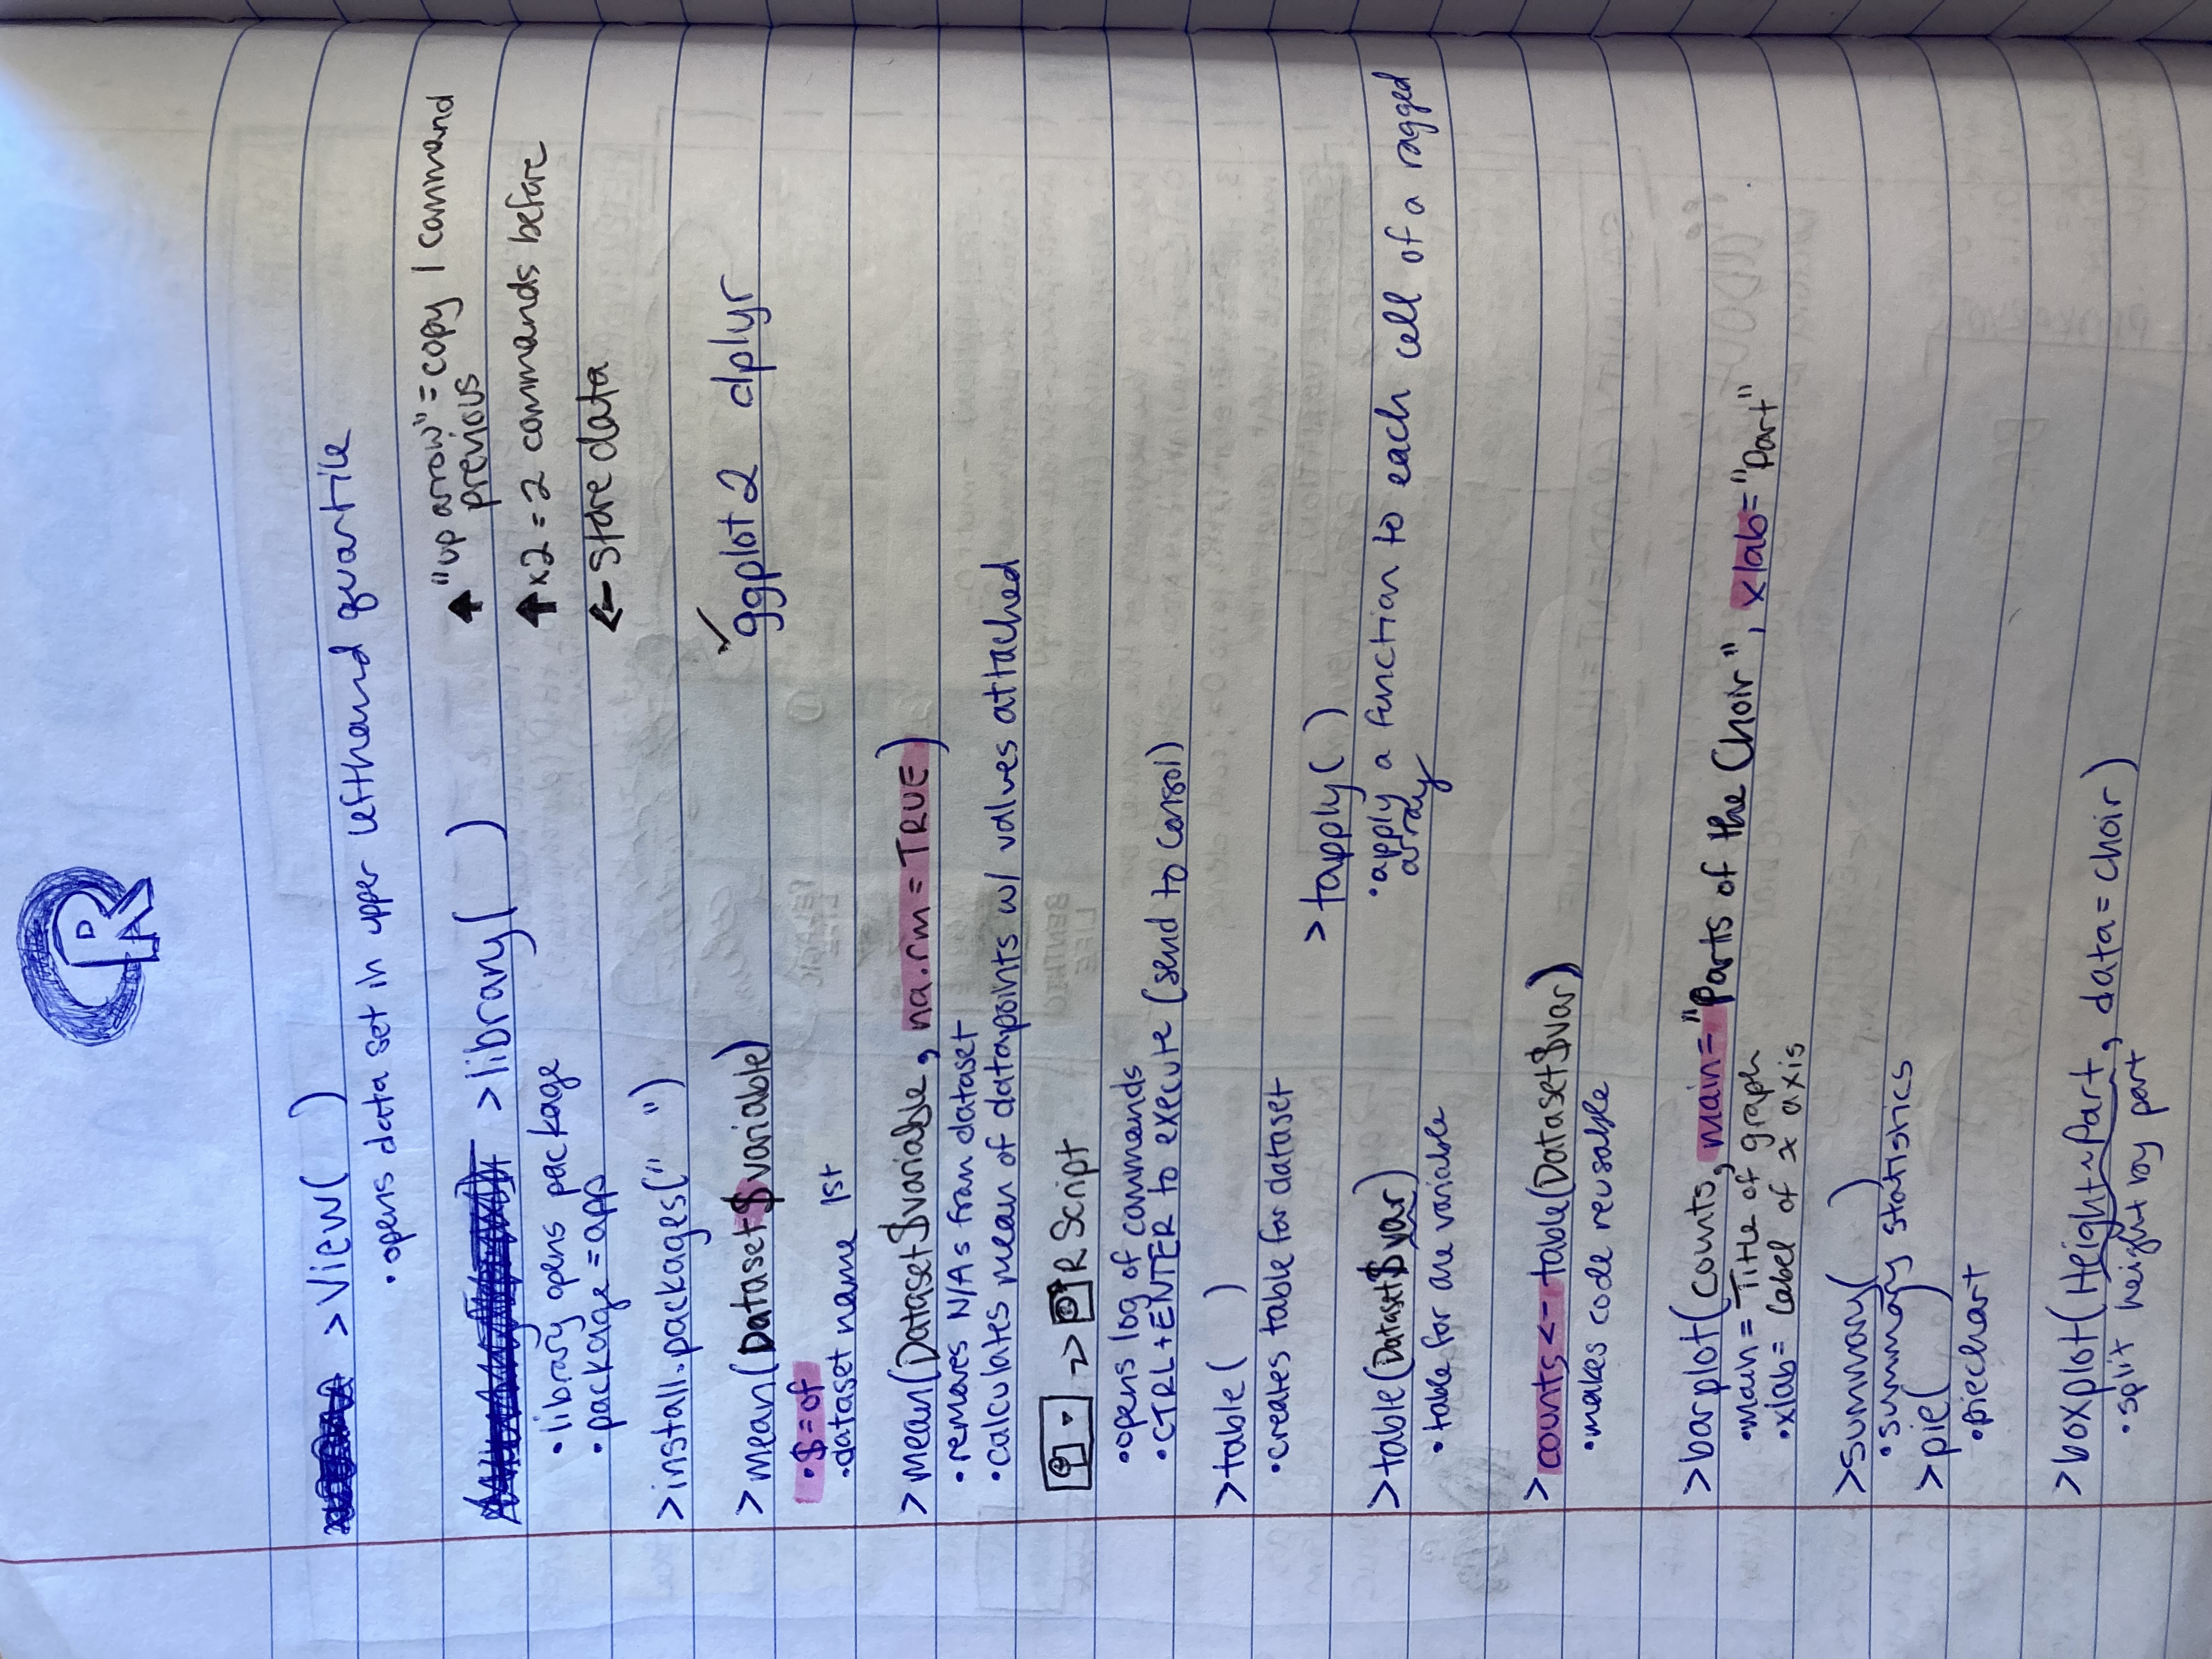 R
>View(   )
•opens data set in upper lefthand quartile
>library(   )
•library opens package
•package = app
↑ "up arrow" = copy 1 command
previous
↑ x2 = 2 commands before
← store data
>install.packages("  ")
>mean(Dataset$variable)
✓ggplot2 dplyr
•$=of
•dataset name 1st
>mean(Dataset$variable, na.rm = TRUE)
•removes N/As from dataset
•calculates mean of datapoints w/ values attached
→ R Script
•opens log of commands
•CTRL+ENTER to execute (send to consol)
>table(   )
•creates table for dataset
>tapply(  )
•apply a function to each cell of a ragged
array
>table(Dataset$var)
•table for one variable
>counts <- table(Dataset$var)
•makes code reusable
>barplot(counts, main="Parts of the Choir", xlab="Part"
•main = Title of graph
•xlab = Label of x axis
>summary(   )
•summary statistics
>pie(   )
•piechart
>boxplot(Height~Part, data=choir)
•split height by part